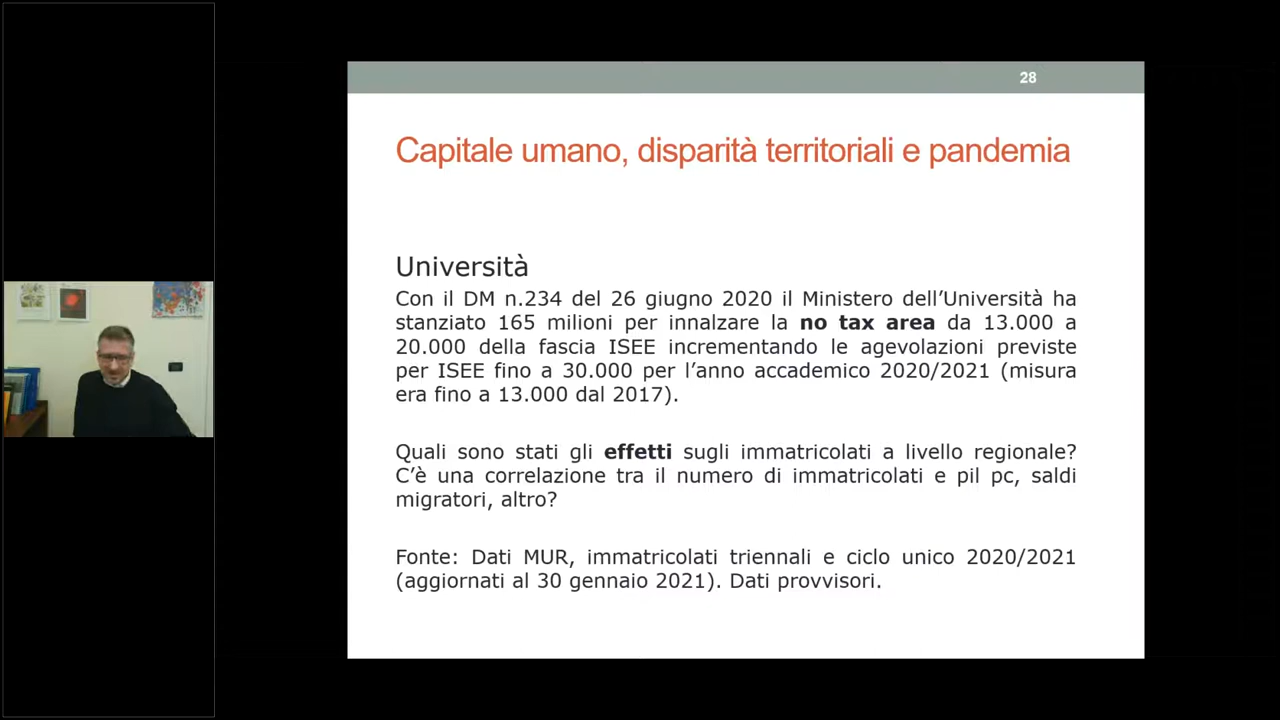 28
Capitale umano, disparità territoriali e pandemia
Università
Con il DM n.234 del 26 giugno 2020 il Ministero dell’Università ha
stanziato 165 milioni per innalzare la no tax area da 13.000 a
20.000 della fascia ISEE incrementando le agevolazioni previste
per ISEE fino a 30.000 per l’anno accademico 2020/2021 (misura
era fino a 13.000 dal 2017).
Quali sono stati gli effetti sugli immatricolati a livello regionale?
C’è una correlazione tra il numero di immatricolati e pil pc, saldi
migratori, altro?
Fonte: Dati MUR, immatricolati triennali e ciclo unico 2020/2021
(aggiornati al 30 gennaio 2021). Dati provvisori.